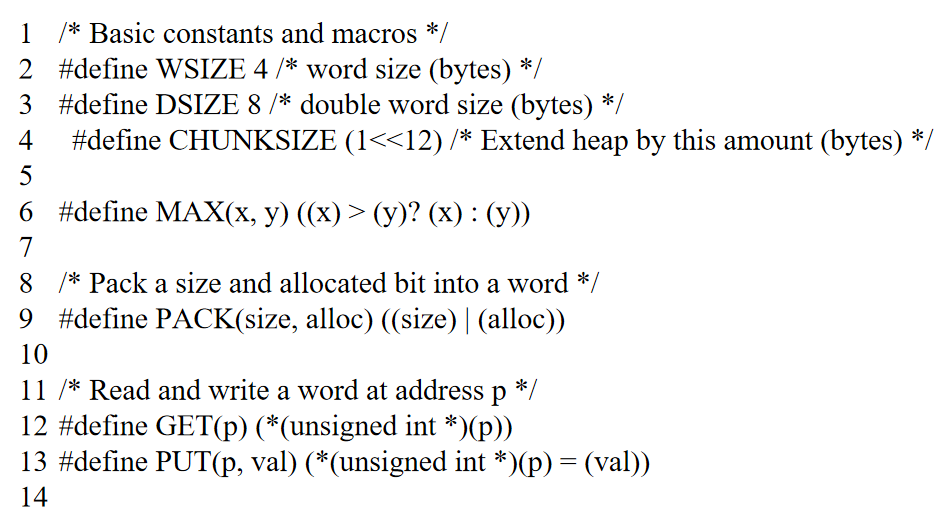 1 /* Basic constants and macros */
2 #define WSIZE 4 /* word size (bytes) */
3 #define DSIZE 8 /* double word size (bytes) */
4 #define CHUNKSIZE (1<<12) /* Extend heap by this amount (bytes) */
5
6 #define MAX(x, y) ((x) > (y)? (x) : (y))
7
8 /* Pack a size and allocated bit into a word */
9 #define PACK(size, alloc) ((size) | (alloc))
10
11 /* Read and write a word at address p */
12 #define GET(p) (*(unsigned int *)(p))
13 #define PUT(p, val) (*(unsigned int *)(p) = (val))
14